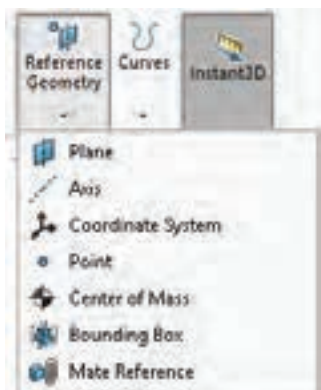 Reference
Geometry
Curves
Instant3D
Plane
Axis
Coordinate System
Point
Center of Mass
Bounding Box
Mate Reference